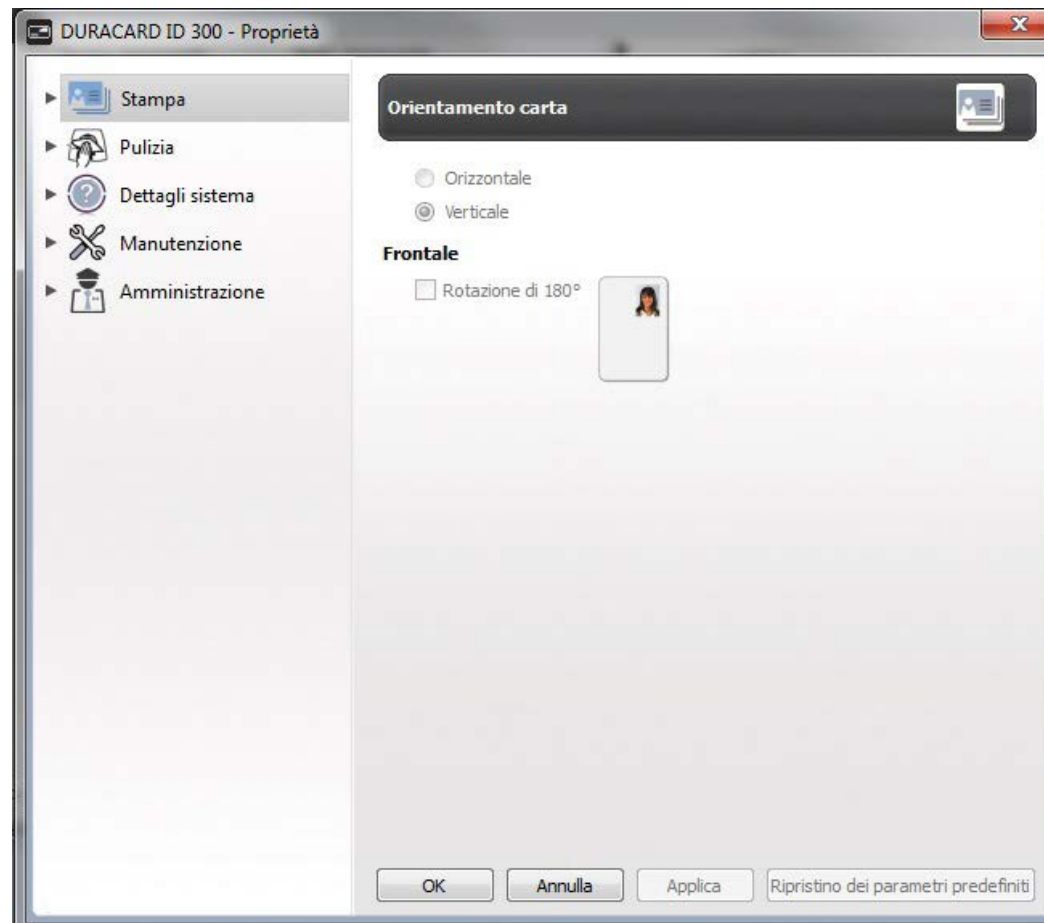 DURACARD ID 300 - Proprietà
Stampa
Pulizia
Dettagli sistema
Manutenzione
Amministrazione
Orientamento carta
Orizzontale
Verticale
Frontale
Rotazione di 180°
OK Annulla Applica Ripristino dei parametri predefiniti